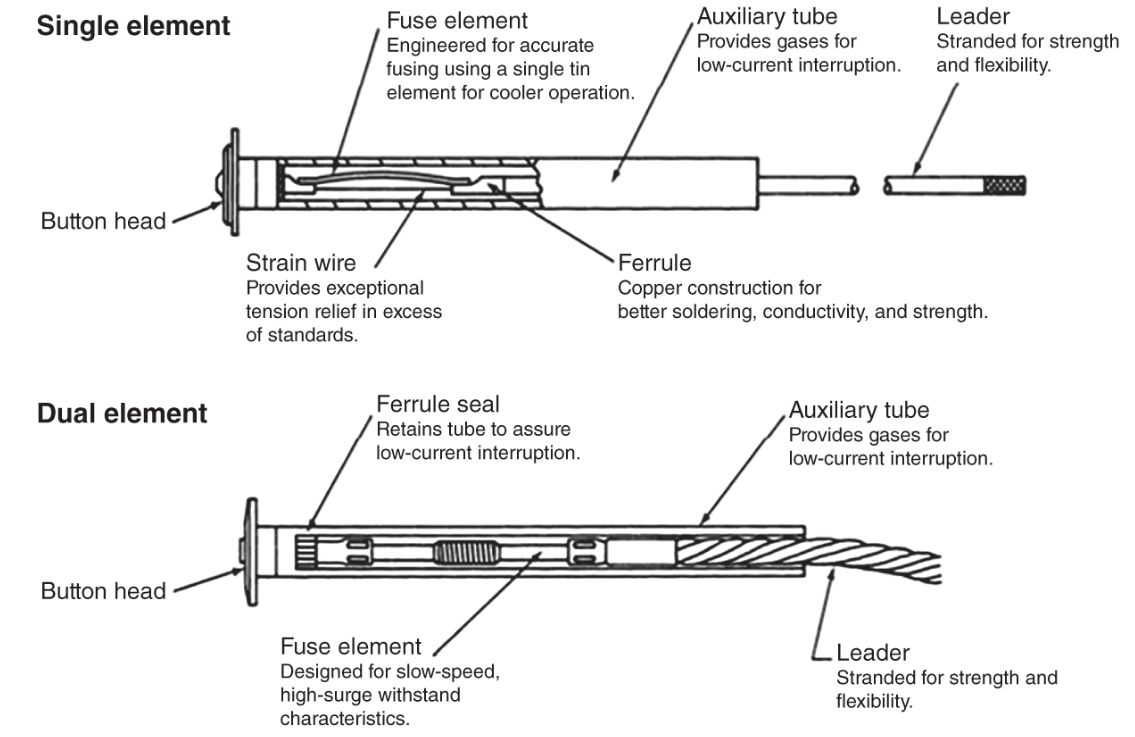 Single element
Fuse element
Engineered for accurate
fusing using a single tin
element for cooler operation.
Auxiliary tube
Provides gases for
low-current interruption.
Leader
Stranded for strength
and flexibility.
Button head
Strain wire
Provides exceptional
tension relief in excess
of standards.
Ferrule
Copper construction for
better soldering, conductivity, and strength.
Dual element
Ferrule seal
Retains tube to assure
low-current interruption.
Auxiliary tube
Provides gases for
low-current interruption.
Button head
Fuse element
Designed for slow-speed,
high-surge withstand
characteristics.
Leader
Stranded for strength and
flexibility.